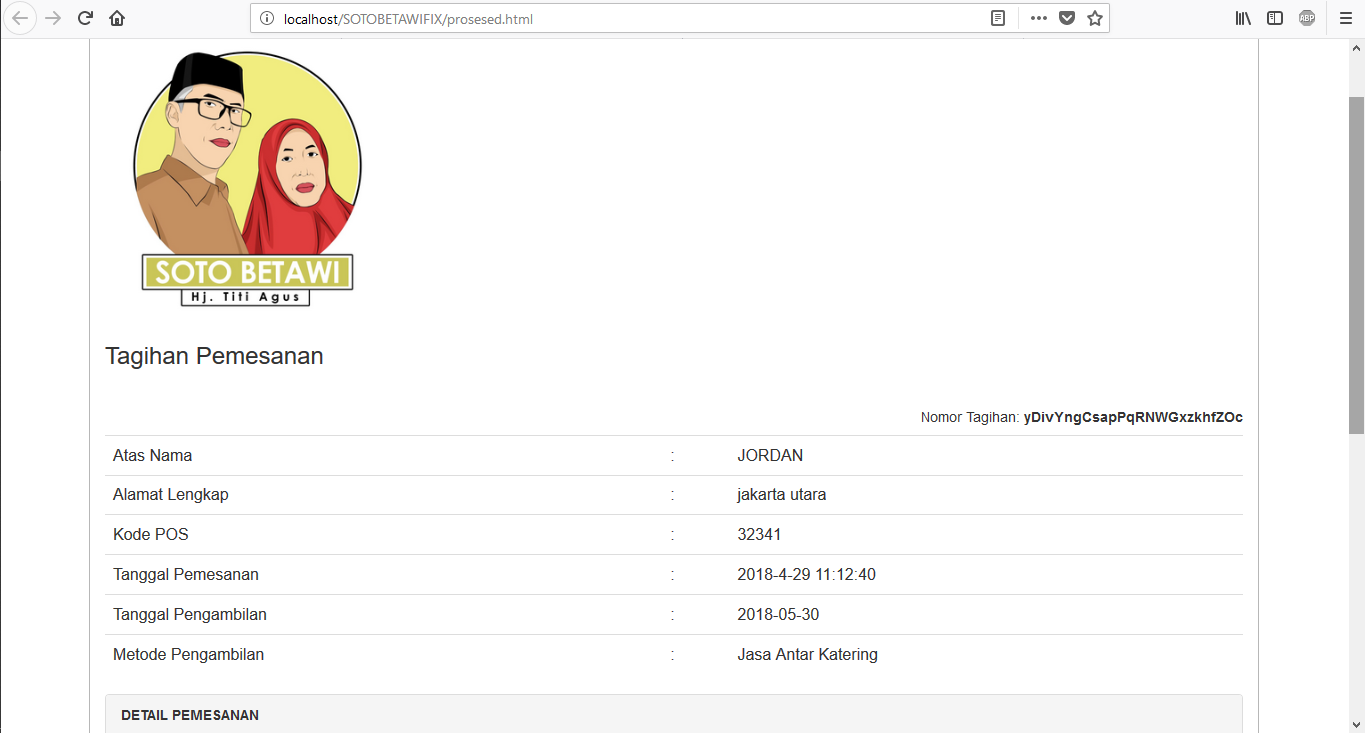 localhost/SOTOBETAWIFIX/prosesed.html
ABP
SOTO BETAWI
Hj. Titi Agus
Tagihan Pemesanan
Nomor Tagihan: yDivYngCsapPqRNWGxzkhfZOc
Atas Nama : JORDAN
Alamat Lengkap : jakarta utara
Kode POS : 32341
Tanggal Pemesanan : 2018-4-29 11:12:40
Tanggal Pengambilan : 2018-05-30
Metode Pengambilan : Jasa Antar Katering
DETAIL PEMESANAN